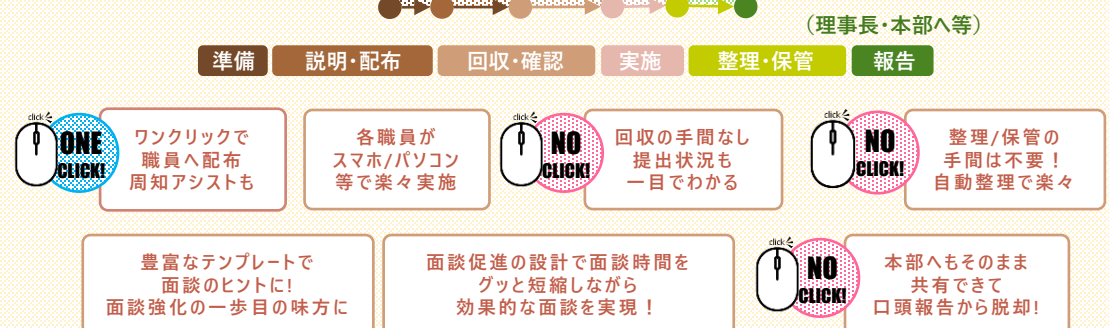 （理事長・本部へ等）
準備
説明・配布
回収・確認
実施
整理・保管
報告
click
ONE
CLICK!
ワンクリックで
職員へ配布
周知アシストも
各職員が
スマホ/パソコン
等で楽々実施
click
NO
CLICK!
回収の手間なし
提出状況も
一目でわかる
click
NO
CLICK!
整理/保管の
手間は不要！
自動整理で楽々
豊富なテンプレートで
面談のヒントに!
面談強化の一歩目の味方に
面談促進の設計で面談時間を
グッと短縮しながら
効果的な面談を実現！
click
NO
CLICK!
本部へもそのまま
共有できて
口頭報告から脱却!